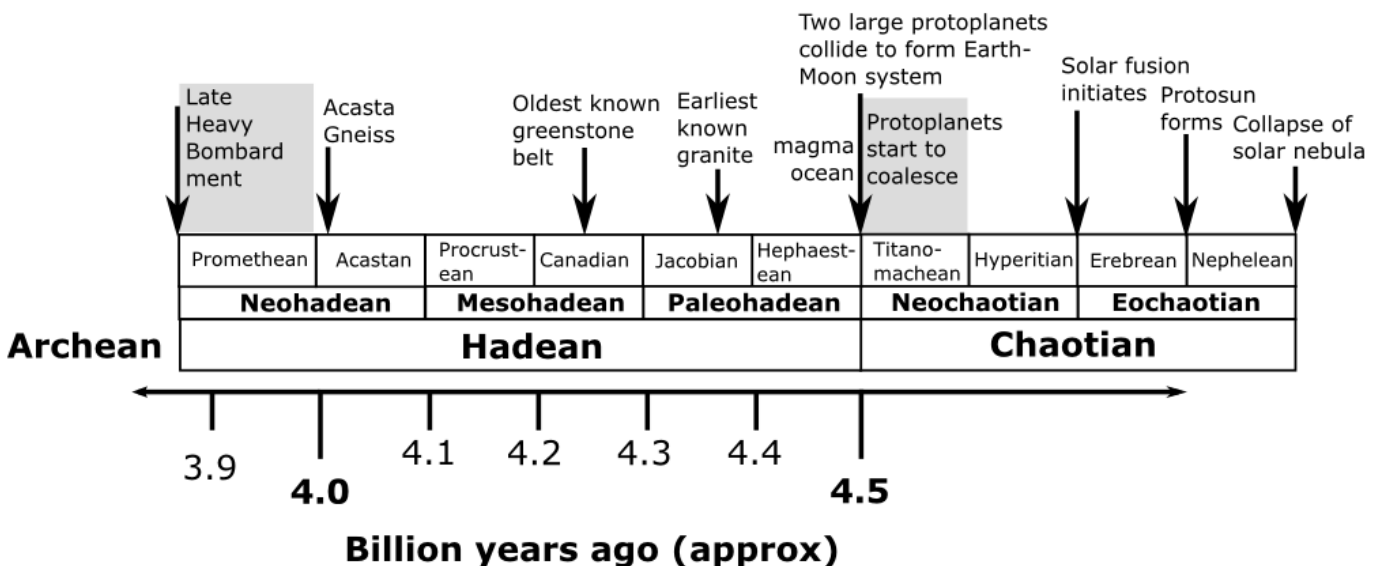 Late
Heavy
Bombard
ment
Acasta
Gneiss
Oldest known
greenstone
belt
Earliest
known
granite
magma
ocean
Two large protoplanets
collide to form Earth-
Moon system
Protoplanets
start to
coalesce
Solar fusion
initiates
Protosun
forms
Collapse of
solar nebula
Promethean
Acastan
Procrust-
ean
Canadian
Jacobian
Hephaest-
ean
Titano-
machean
Hyperitian
Erebrean
Nephelean
Neohadean
Mesohadean
Paleohadean
Neochaotian
Eochaotian
Archean
Hadean
Chaotian
3.9
4.0
4.1
4.2
4.3
4.4
4.5
Billion years ago (approx)